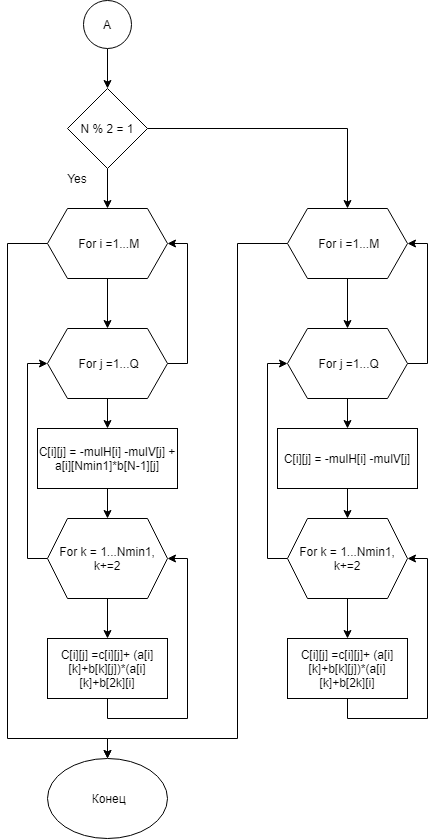 A
N % 2 = 1
Yes
For i =1...M
For j =1...Q
C[i][j] = -mulH[i] -mulV[j] +
a[i][Nmin1]*b[N-1][j]
For k = 1...Nmin1,
k+=2
C[i][j] =c[i][j]+ (a[i]
[k]+b[k][j])*(a[i]
[k]+b[2k][i]
For i =1...M
For j =1...Q
C[i][j] = -mulH[i] -mulV[j]
For k = 1...Nmin1,
k+=2
C[i][j] =c[i][j]+ (a[i]
[k]+b[k][j])*(a[i]
[k]+b[2k][i]
Конец